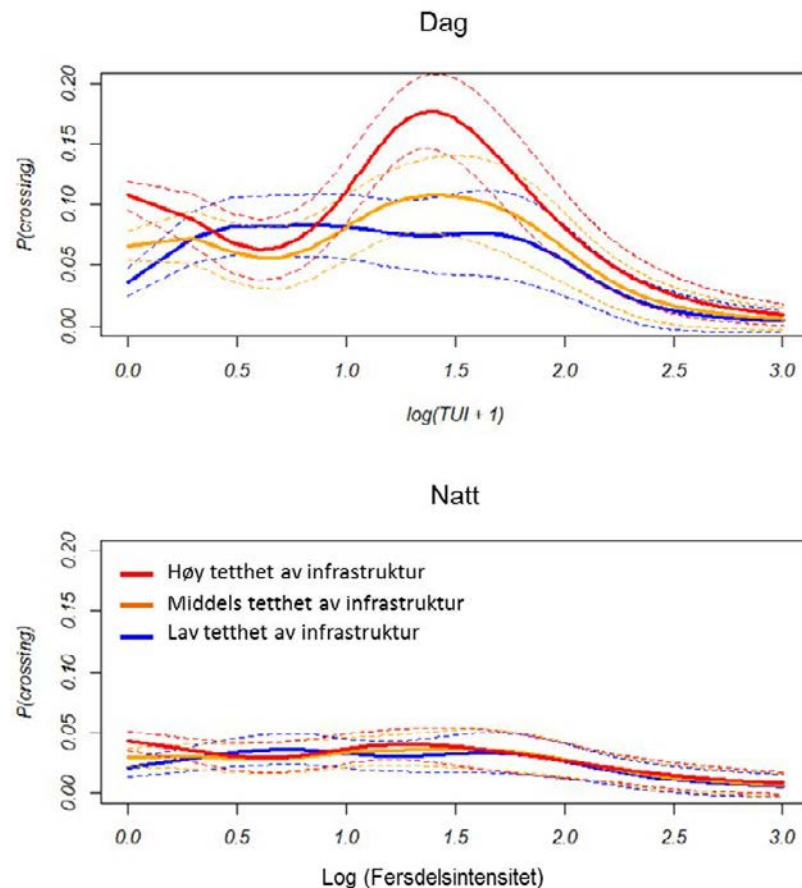 Dag
0.20
0.15
0.10
0.05
0.00
P(crossing)
0.0 0.5 1.0 1.5 2.0 2.5 3.0
log(TUI + 1)
Natt
0.20
0.15
0.10
0.05
0.00
P(crossing)
Høy tetthet av infrastruktur
Middels tetthet av infrastruktur
Lav tetthet av infrastruktur
0.0 0.5 1.0 1.5 2.0 2.5 3.0
Log (Fersdelsintensitet)